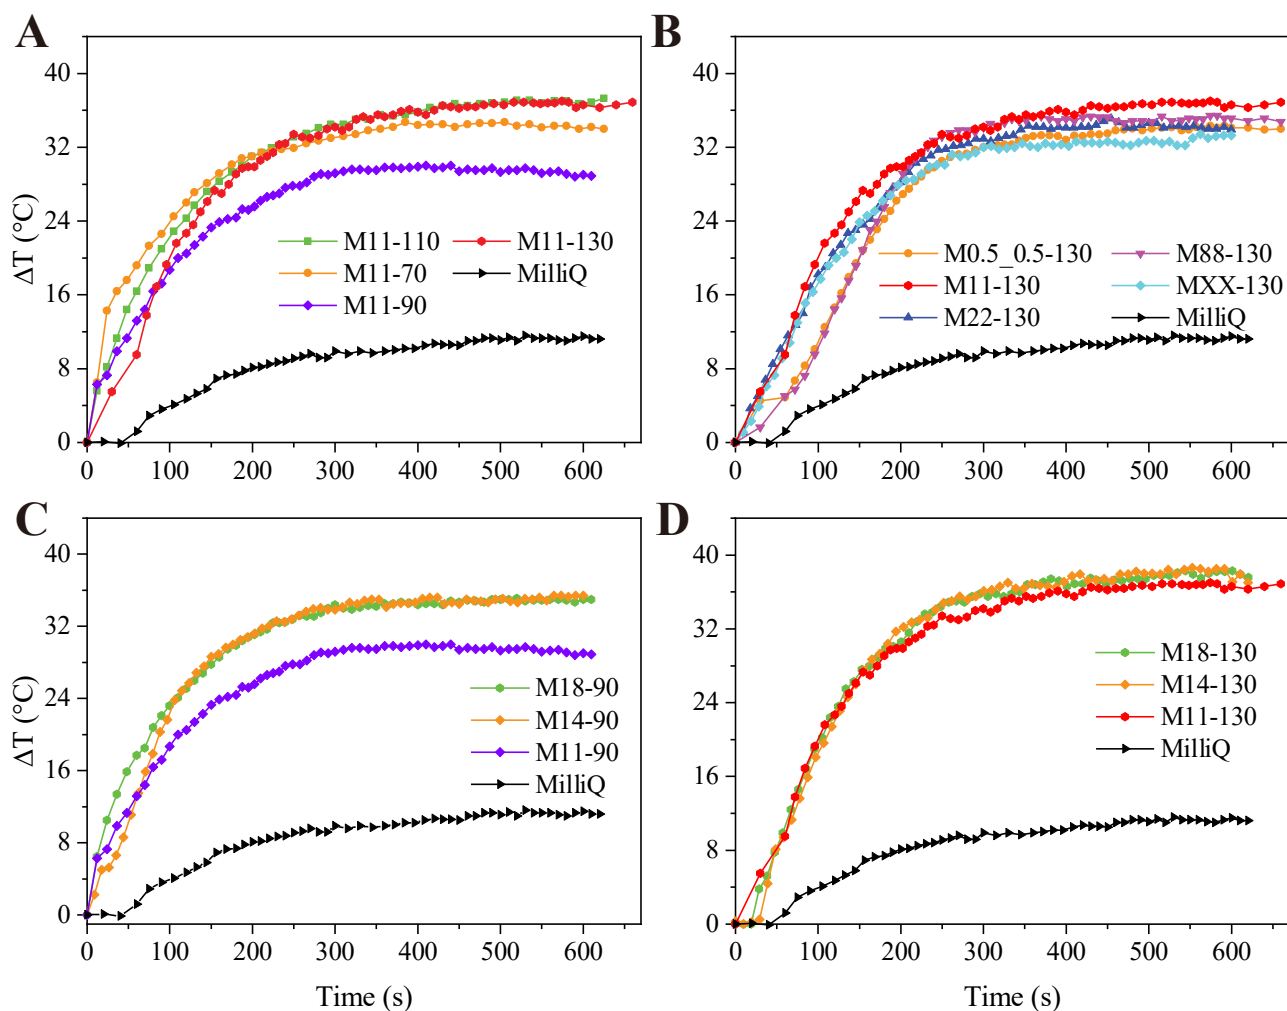 A
ΔT (°C)
40
32
24
16
8
0
0 100 200 300 400 500 600
M11-110 M11-130
M11-70 MilliQ
M11-90
B
40
32
24
16
8
0
0 100 200 300 400 500 600
M0.5_0.5-130 M88-130
M11-130 MXX-130
M22-130 MilliQ
C
ΔT (°C)
40
32
24
16
8
0
0 100 200 300 400 500 600
M18-90
M14-90
M11-90
MilliQ
Time (s)
D
40
32
24
16
8
0
0 100 200 300 400 500 600
M18-130
M14-130
M11-130
MilliQ
Time (s)